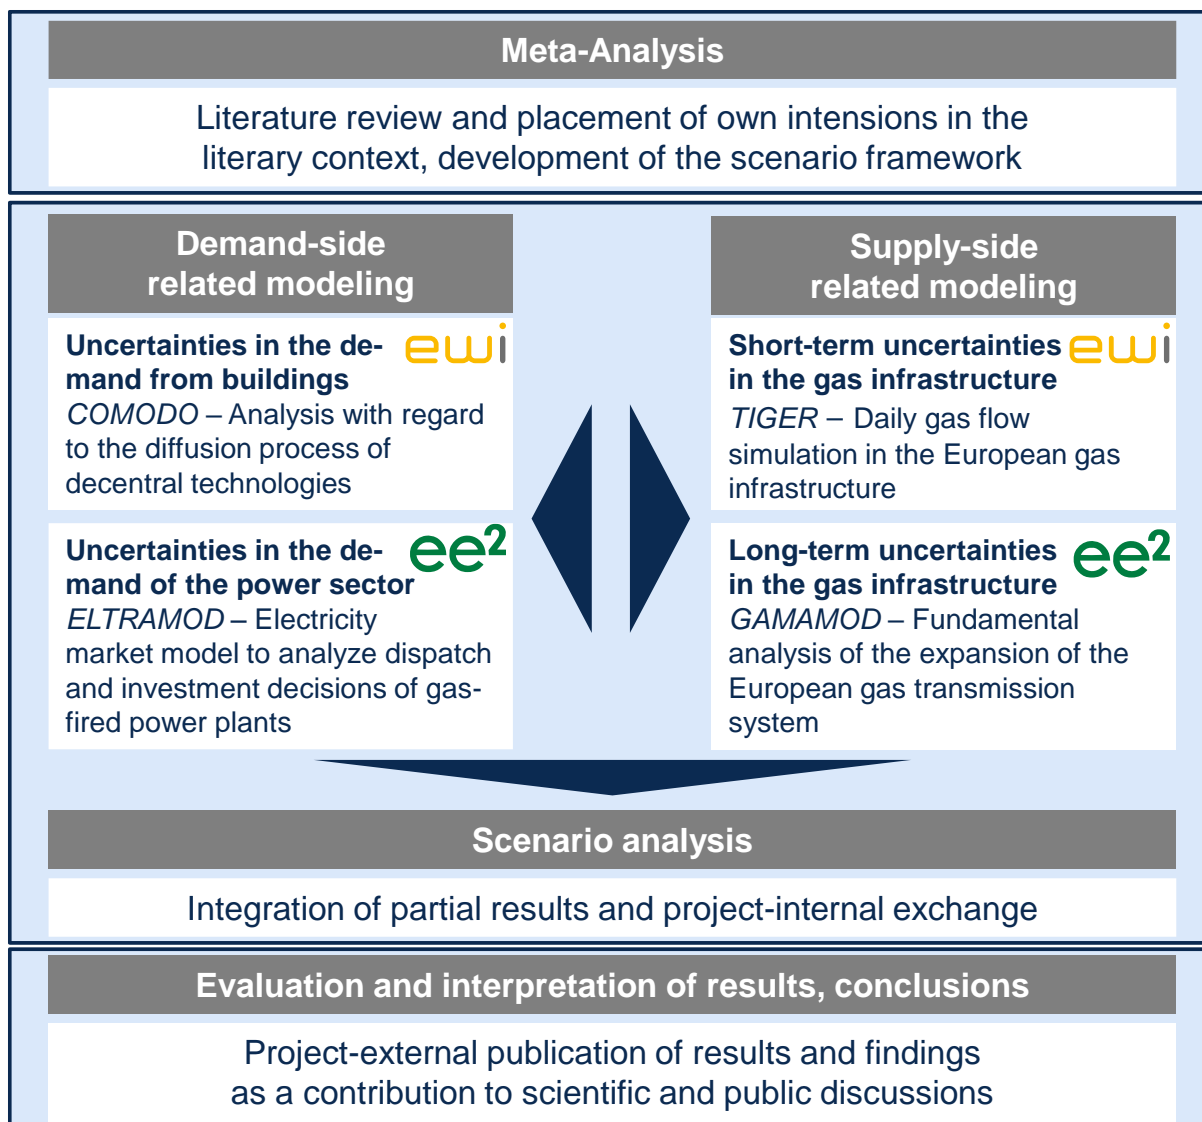 Meta-Analysis
Literature review and placement of own intensions in the
literary context, development of the scenario framework
Demand-side
related modeling
Uncertainties in the de-
mand from buildings
ewi
COMODO – Analysis with regard
to the diffusion process of
decentral technologies
Uncertainties in the de-
mand of the power sector
ee²
ELTRAMOD – Electricity
market model to analyze dispatch
and investment decisions of gas-
fired power plants
Supply-side
related modeling
Short-term uncertainties
in the gas infrastructure
ewi
TIGER – Daily gas flow
simulation in the European gas
infrastructure
Long-term uncertainties
in the gas infrastructure
ee²
GAMAMOD – Fundamental
analysis of the expansion of the
European gas transmission
system
Scenario analysis
Integration of partial results and project-internal exchange
Evaluation and interpretation of results, conclusions
Project-external publication of results and findings
as a contribution to scientific and public discussions